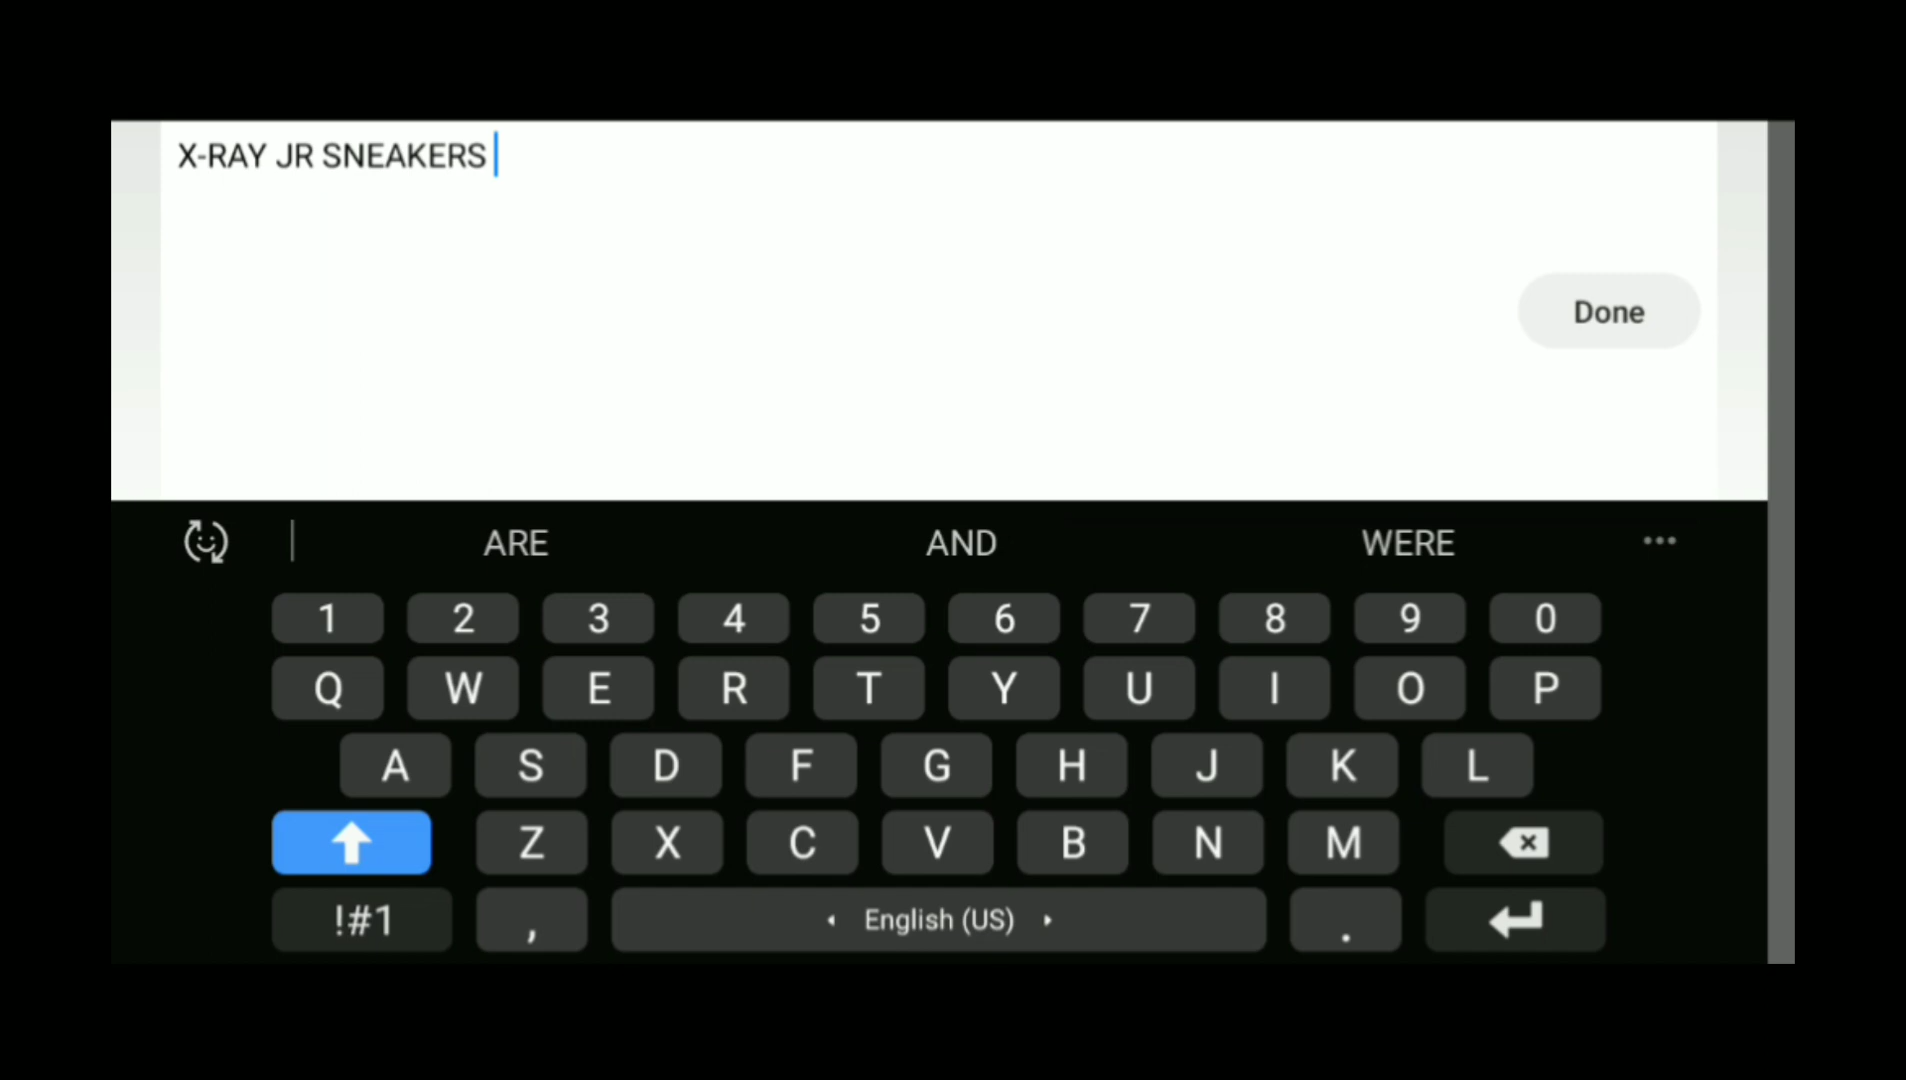 X-RAY JR SNEAKERS
Done
ARE AND WERE
1 2 3 4 5 6 7 8 9 0
Q W E R T Y U I O P
A S D F G H J K L
Z X C V B N M
!#1 , English (US) .